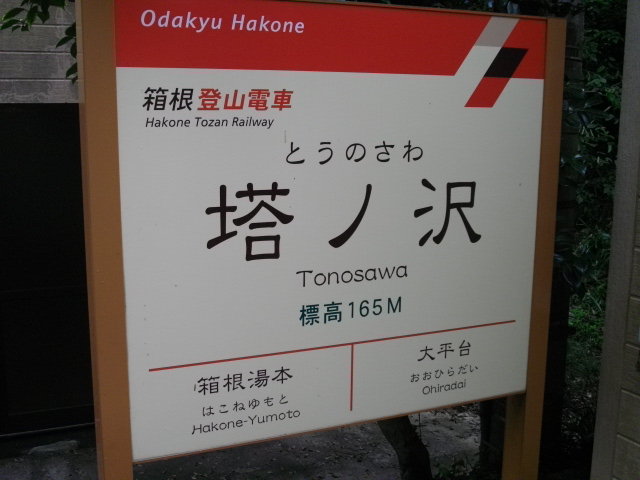 Odakyu Hakone
箱根登山電車
Hakone Tozan Railway
とうのさわ
塔ノ沢
Tonosawa
標高165M
箱根湯本
はこねゆもと
Hakone-Yumoto
大平台
おおひらだい
Ohiradai